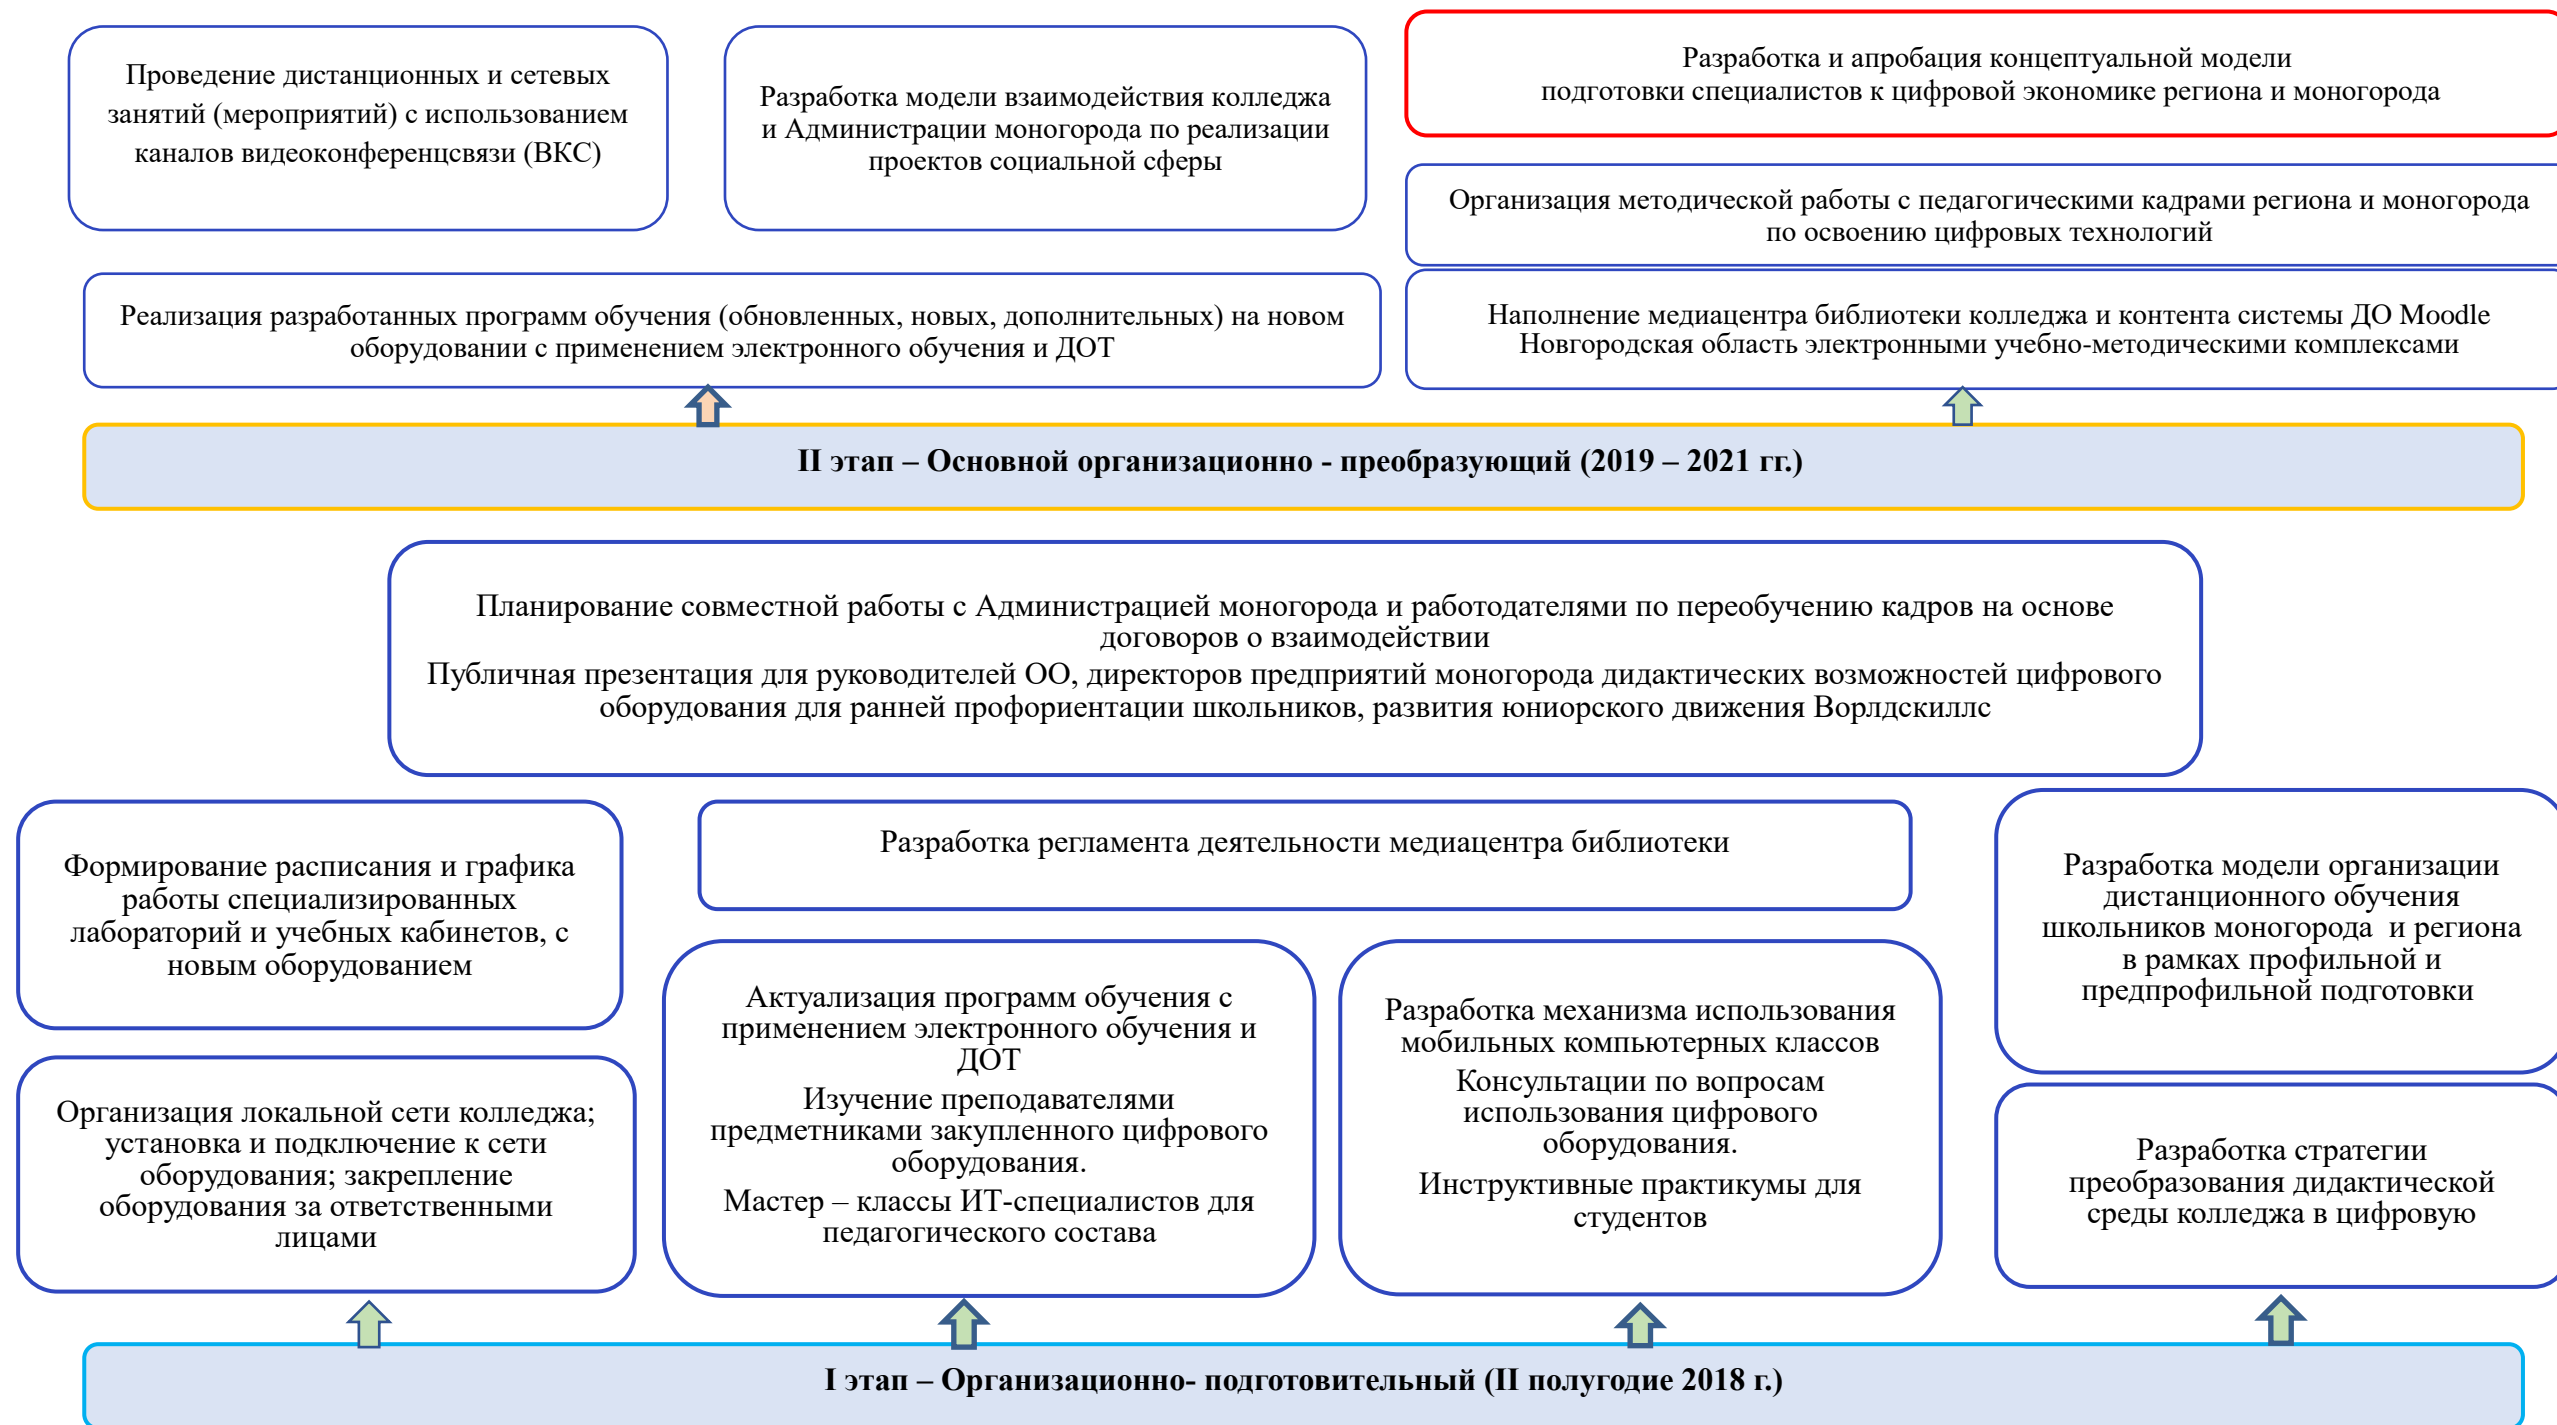 Проведение дистанционных и сетевых
занятий (мероприятий) с использованием
каналов видеоконференцсвязи (ВКС)
Разработка модели взаимодействия колледжа
и Администрации моногорода по реализации
проектов социальной сферы
Разработка и апробация концептуальной модели
подготовки специалистов к цифровой экономике региона и моногорода
Организация методической работы с педагогическими кадрами региона и моногорода
по освоению цифровых технологий
Реализация разработанных программ обучения (обновленных, новых, дополнительных) на новом
оборудовании с применением электронного обучения и ДОТ
Наполнение медиацентра библиотеки колледжа и контента системы ДО Moodle
Новгородская область электронными учебно-методическими комплексами
II этап – Основной организационно - преобразующий (2019 – 2021 гг.)
Планирование совместной работы с Администрацией моногорода и работодателями по переобучению кадров на основе
договоров о взаимодействии
Публичная презентация для руководителей ОО, директоров предприятий моногорода дидактических возможностей цифрового
оборудования для ранней профориентации школьников, развития юниорского движения Ворлдскиллс
Формирование расписания и графика
работы специализированных
лабораторий и учебных кабинетов, с
новым оборудованием
Разработка регламента деятельности медиацентра библиотеки
Разработка модели организации
дистанционного обучения
школьников моногорода и региона
в рамках профильной и
предпрофильной подготовки
Организация локальной сети колледжа;
установка и подключение к сети
оборудования; закрепление
оборудования за ответственными
лицами
Актуализация программ обучения с
применением электронного обучения и
ДОТ
Изучение преподавателями
предметниками закупленного цифрового
оборудования.
Мастер – классы ИТ-специалистов для
педагогического состава
Разработка механизма использования
мобильных компьютерных классов
Консультации по вопросам
использования цифрового
оборудования.
Инструктивные практикумы для
студентов
Разработка стратегии
преобразования дидактической
среды колледжа в цифровую
I этап – Организационно- подготовительный (II полугодие 2018 г.)